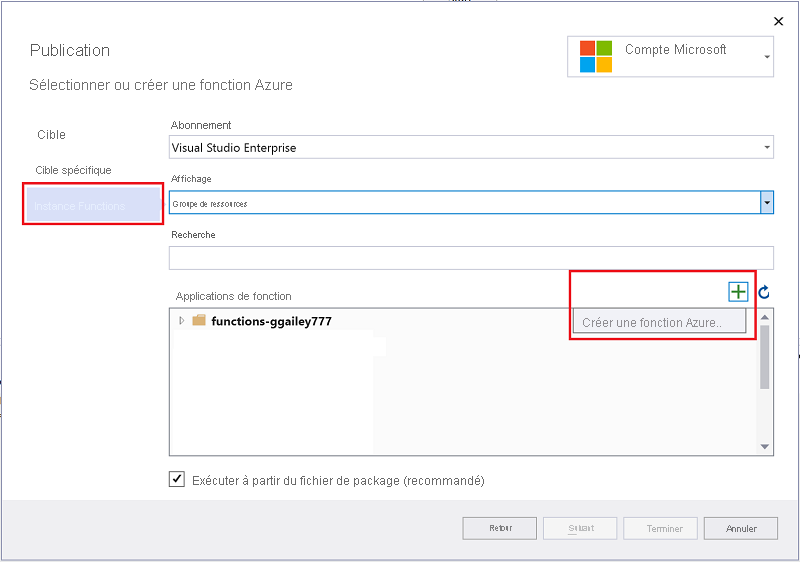 Publication
Compte Microsoft
Sélectionner ou créer une fonction Azure
Cible
Cible spécifique
Instance Functions
Abonnement
Visual Studio Enterprise
Affichage
Groupe de ressources
Recherche
Applications de fonction
Créer une fonction Azure..
functions-ggailey777
Exécuter à partir du fichier de package (recommandé)
Retour
Suivant
Terminer
Annuler